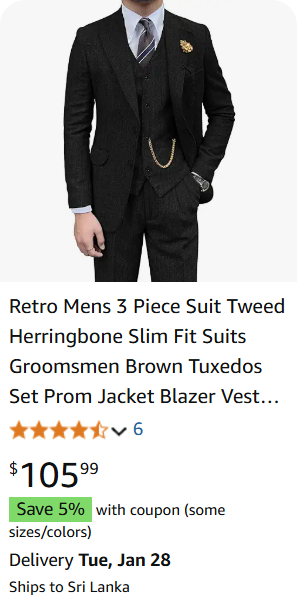 Retro Mens 3 Piece Suit Tweed
Herringbone Slim Fit Suits
Groomsmen Brown Tuxedos
Set Prom Jacket Blazer Vest...
6
$105.99
Save 5% with coupon (some
sizes/colors)
Delivery Tue, Jan 28
Ships to Sri Lanka